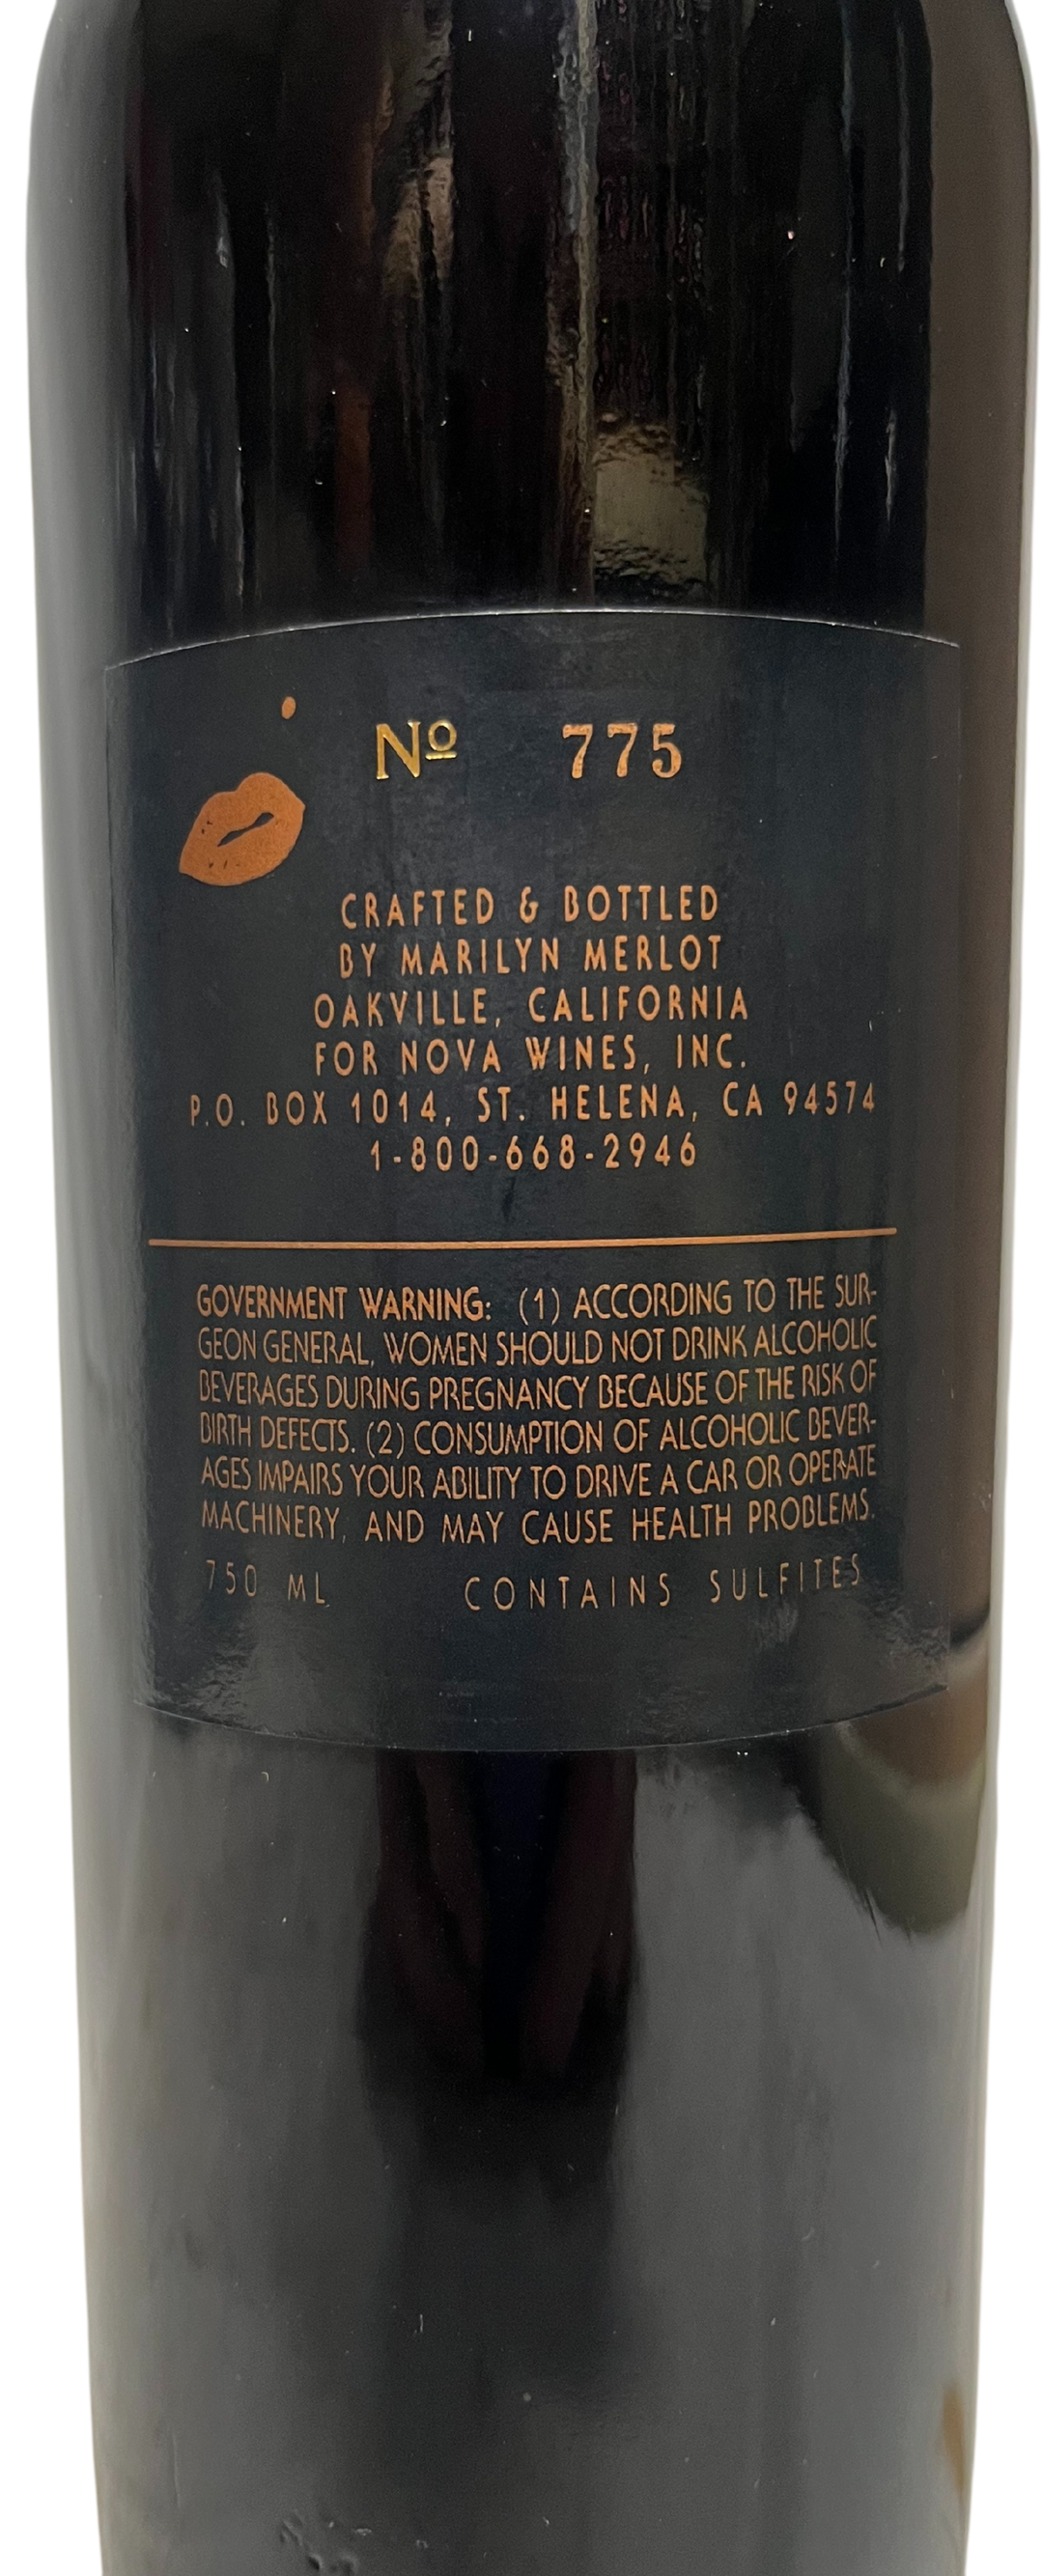 Nº 775
CRAFTED & BOTTLED
BY MARILYN MERLOT
OAKVILLE, CALIFORNIA
FOR NOVA WINES, INC.
P.O. BOX 1014, ST. HELENA, CA 94574
1-800-668-2946
GOVERNMENT WARNING: (1) ACCORDING TO THE SUR-
GEON GENERAL, WOMEN SHOULD NOT DRINK ALCOHOLIC
BEVERAGES DURING PREGNANCY BECAUSE OF THE RISK OF
BIRTH DEFECTS. (2) CONSUMPTION OF ALCOHOLIC BEVER-
AGES IMPAIRS YOUR ABILITY TO DRIVE A CAR OR OPERATE
MACHINERY, AND MAY CAUSE HEALTH PROBLEMS.
750 ML CONTAINS SULFITES